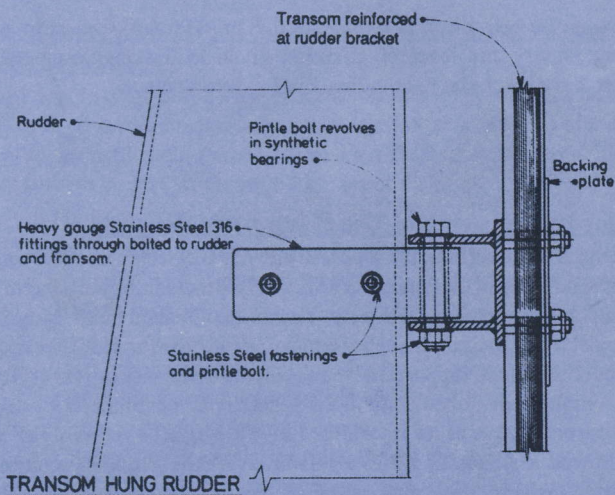 Transom reinforced
at rudder bracket
Rudder
Pintle bolt revolves
in synthetic
bearings
Backing
plate
Heavy gauge Stainless Steel 316
fittings through bolted to rudder
and fransom.
Stainless Steel fastenings
and pintle bolt.
TRANSOM HUNG RUDDER